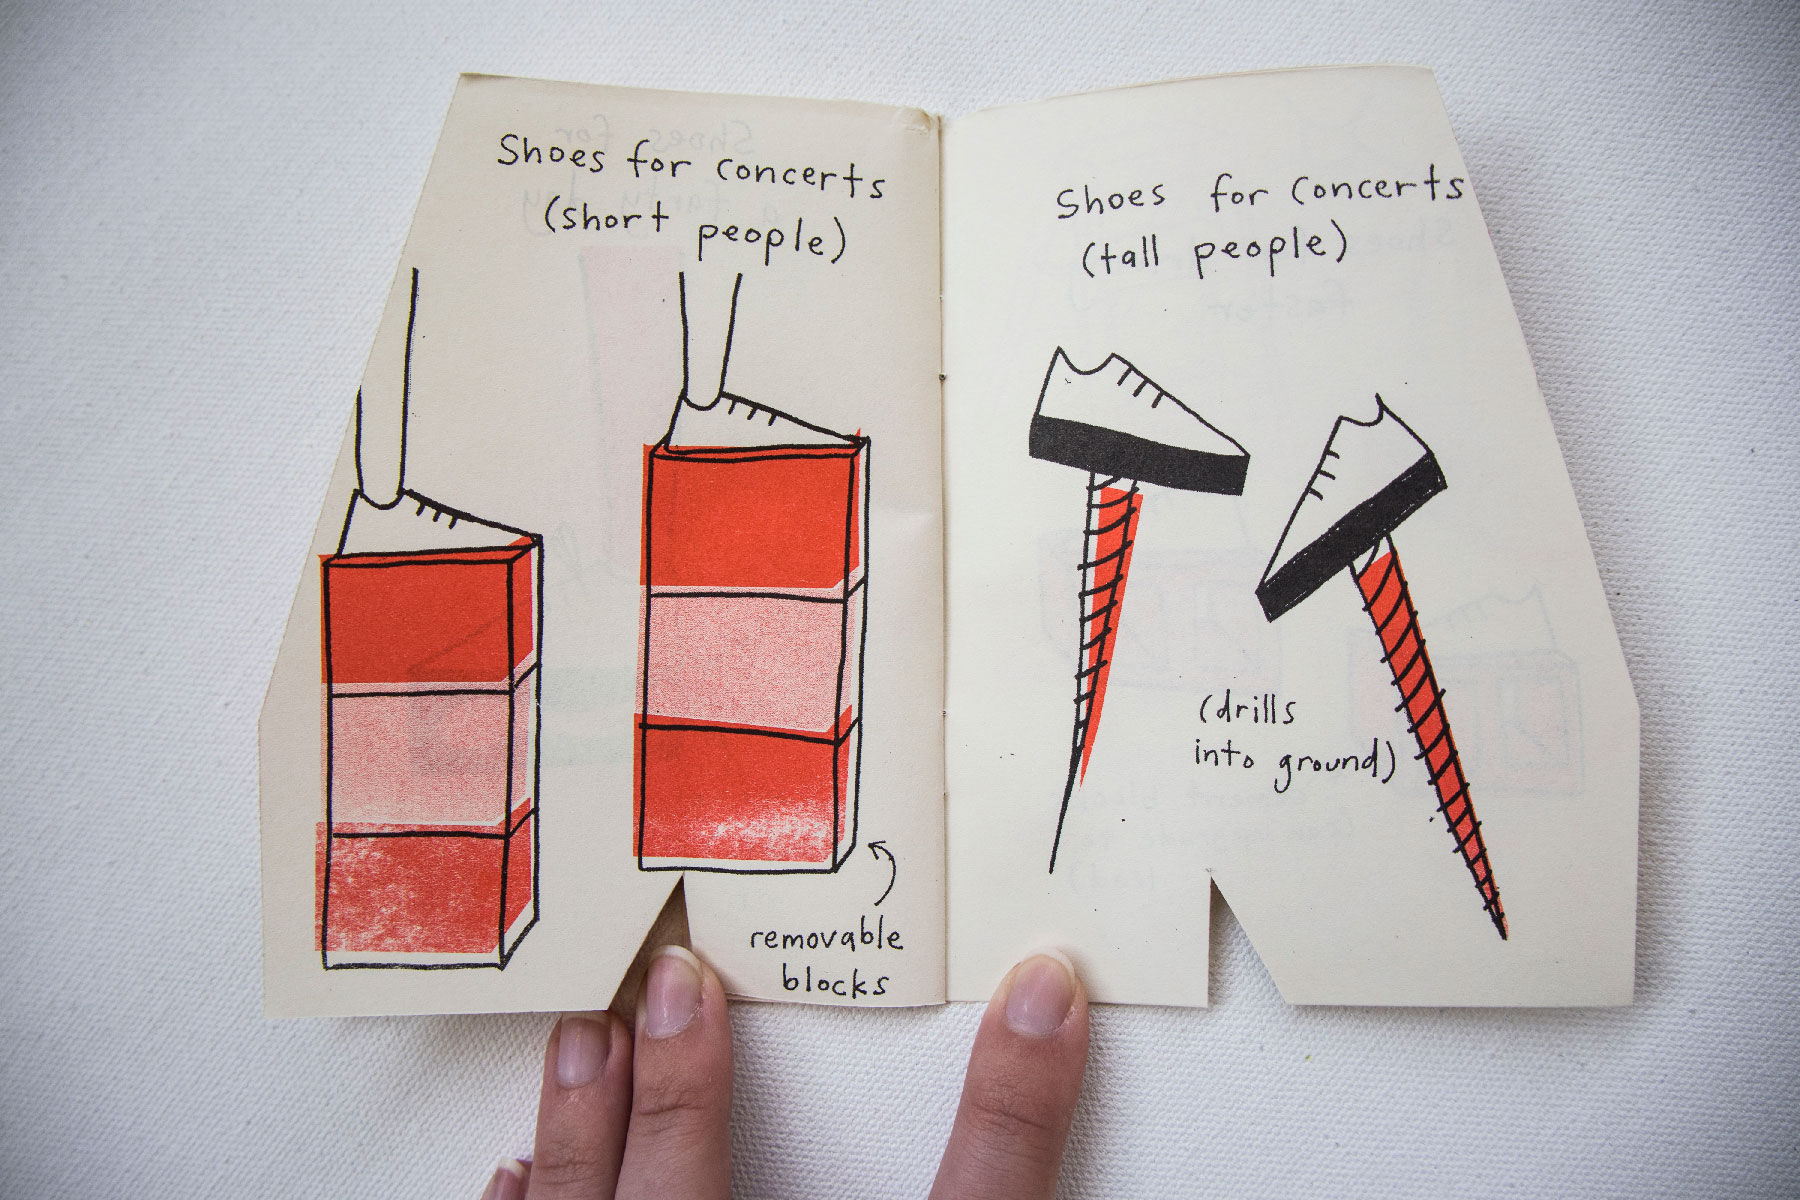 Shoes for concerts
(short people)
removable
blocks
Shoes for concerts
(tall people)
(drills
into ground)